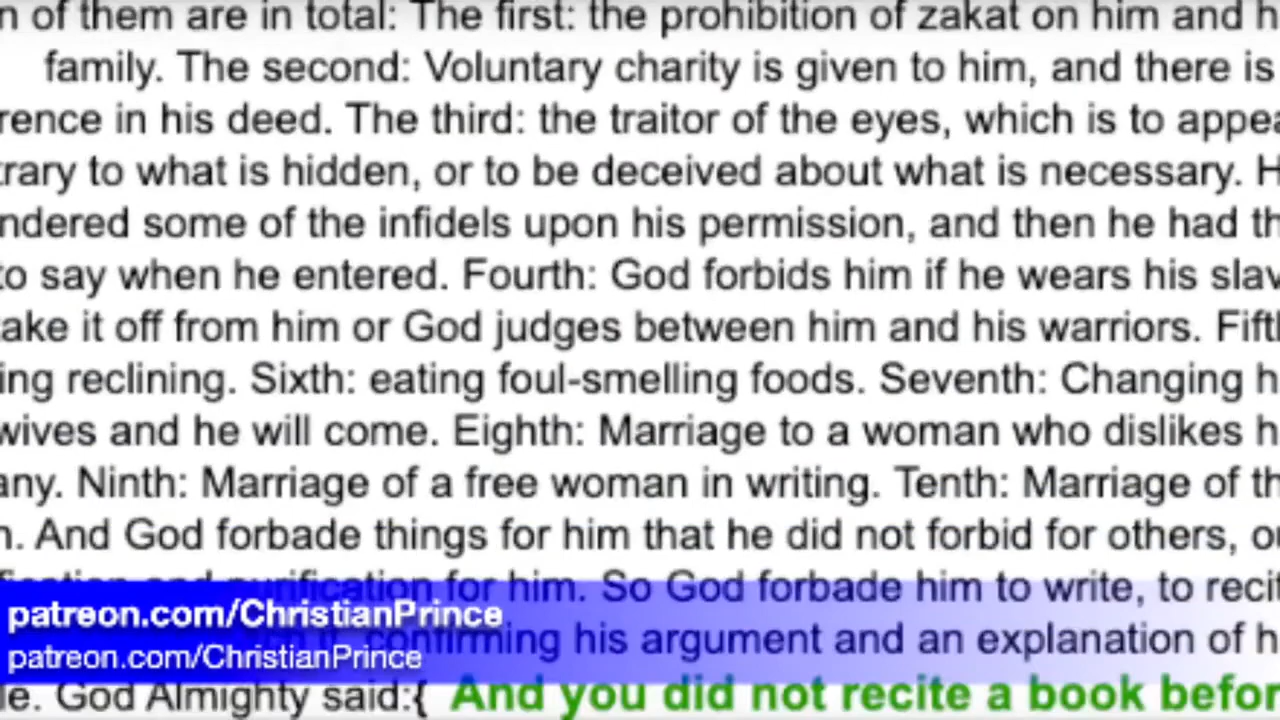 n of them are in total: The first: the prohibition of zakat on him and h
family. The second: Voluntary charity is given to him, and there is
rence in his deed. The third: the traitor of the eyes, which is to appea
trary to what is hidden, or to be deceived about what is necessary. H
ndered some of the infidels upon his permission, and then he had th
to say when he entered. Fourth: God forbids him if he wears his slav
take it off from him or God judges between him and his warriors. Fift
ing reclining. Sixth: eating foul-smelling foods. Seventh: Changing h
wives and he will come. Eighth: Marriage to a woman who dislikes h
any. Ninth: Marriage of a free woman in writing. Tenth: Marriage of th
n. And God forbade things for him that he did not forbid for others, o
and purification for him. So God forbade him to write, to recit
patreon.com/ChristianPrince
confirming his argument and an explanation of h
patreon.com/ChristianPrince
le. God Almighty said:{ And you did not recite a book befor